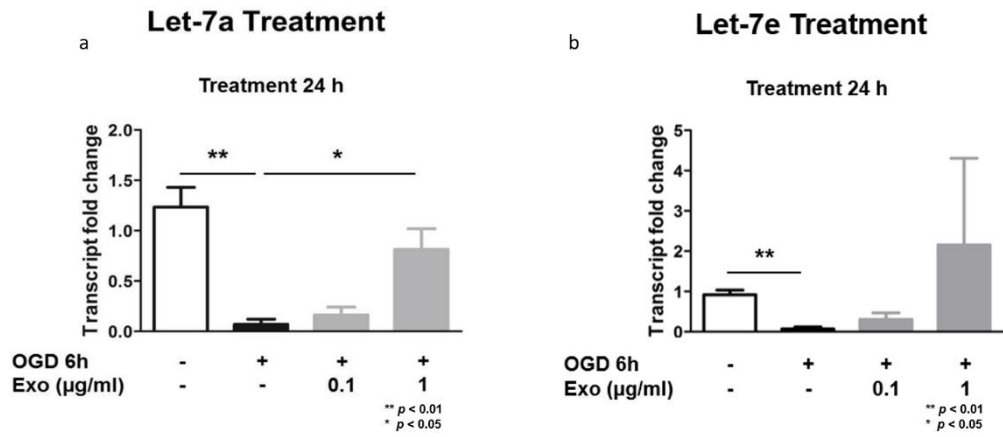 Let-7a Treatment
a
Treatment 24 h
Transcript fold change
2.0
1.5
1.0
0.5
0.0
** *
OGD 6h - + + +
Exo (µg/ml) - - 0.1 1
** p < 0.01
* p < 0.05
Let-7e Treatment
b
Treatment 24 h
Transcript fold change
5
4
3
2
1
0
**
OGD 6h - + + +
Exo (µg/ml) - - 0.1 1
** p < 0.01
* p < 0.05